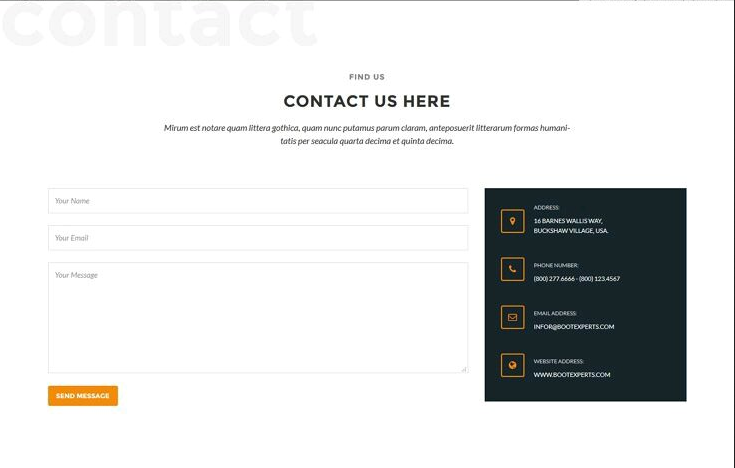 contact
FIND US
CONTACT US HERE
Mirum est notare quam littera gothica, quam nunc putamus parum claram, anteposuerit litterarum formas humani-
tatis per seacula quarta decima et quinta decima.
Your Name
Your Email
Your Message
SEND MESSAGE
ADDRESS:
16 BARNES WALLIS WAY,
BUCKSHAW VILLAGE, USA.
PHONE NUMBER:
(800) 277.6666 - (800) 123.4567
EMAIL ADDRESS:
INFOR@BOOTEXPERTS.COM
WEBSITE ADDRESS:
WWW.BOOTEXPERTS.COM